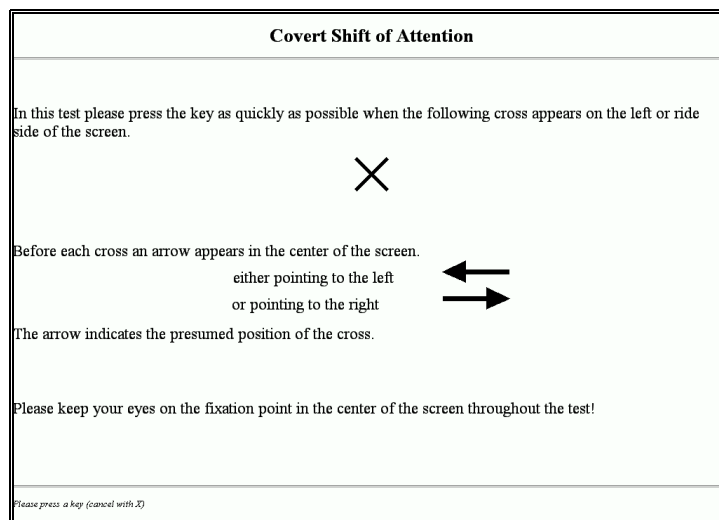 Covert Shift of Attention
In this test please press the key as quickly as possible when the following cross appears on the left or ride
side of the screen.
Before each cross an arrow appears in the center of the screen.
either pointing to the left
or pointing to the right
The arrow indicates the presumed position of the cross.
Please keep your eyes on the fixation point in the center of the screen throughout the test!
Please press a key (cancel with X)